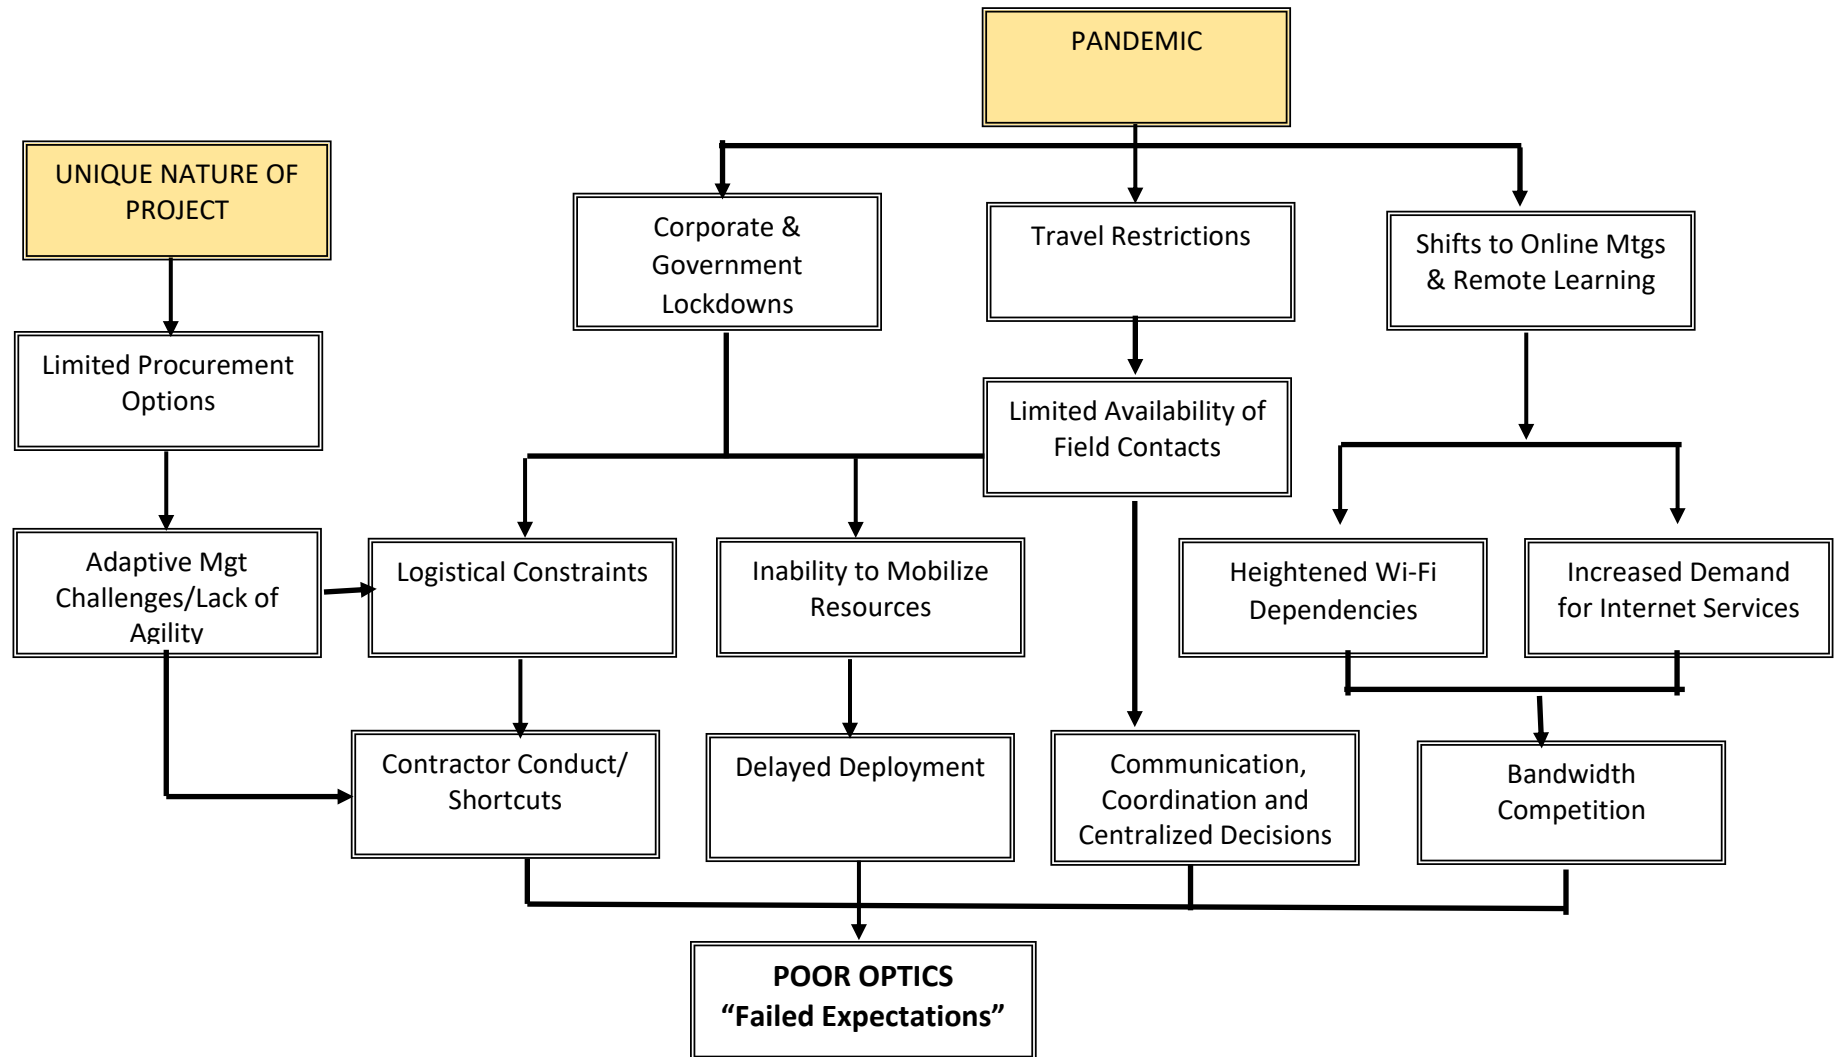 PANDEMIC
UNIQUE NATURE OF
PROJECT
Corporate &
Government
Lockdowns
Travel Restrictions
Shifts to Online Mtgs
& Remote Learning
Limited Procurement
Options
Limited Availability of
Field Contacts
Adaptive Mgt
Challenges/Lack of
Agility
Logistical Constraints
Inability to Mobilize
Resources
Heightened Wi-Fi
Dependencies
Increased Demand
for Internet Services
Contractor Conduct/
Shortcuts
Delayed Deployment
Communication,
Coordination and
Centralized Decisions
Bandwidth
Competition
POOR OPTICS
“Failed Expectations”